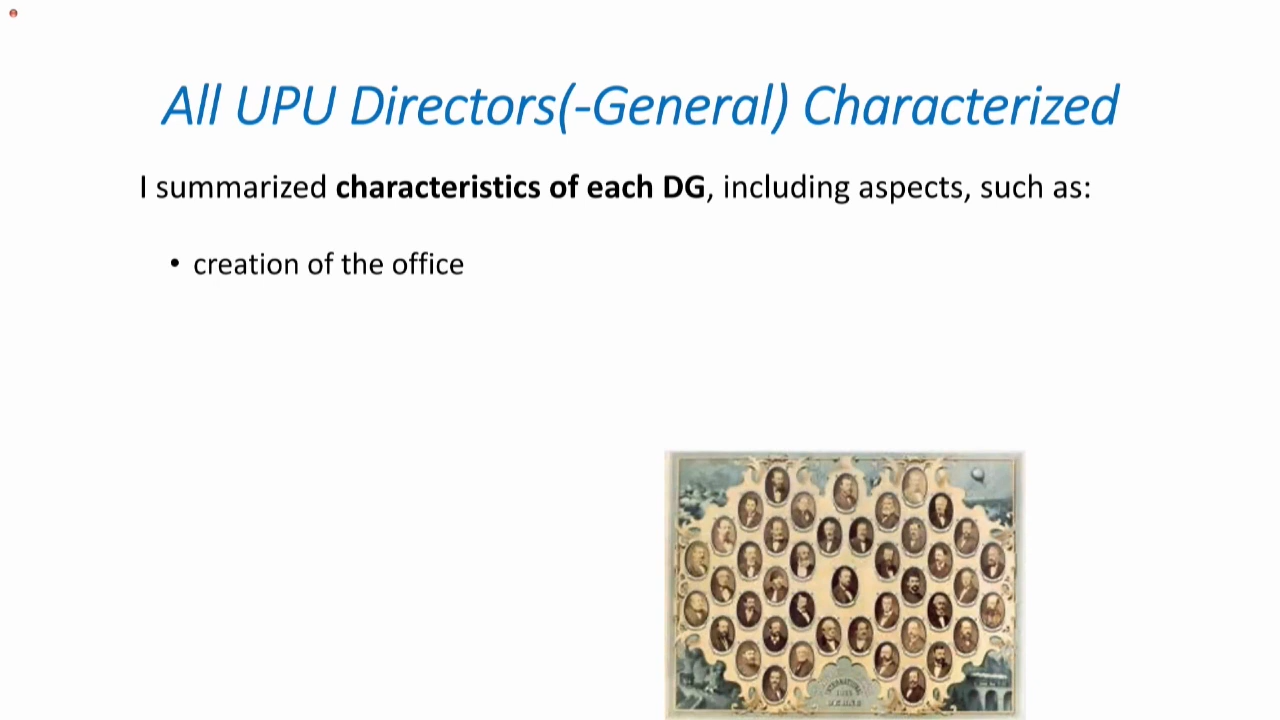 All UPU Directors(-General) Characterized
I summarized characteristics of each DG, including aspects, such as:
• creation of the office